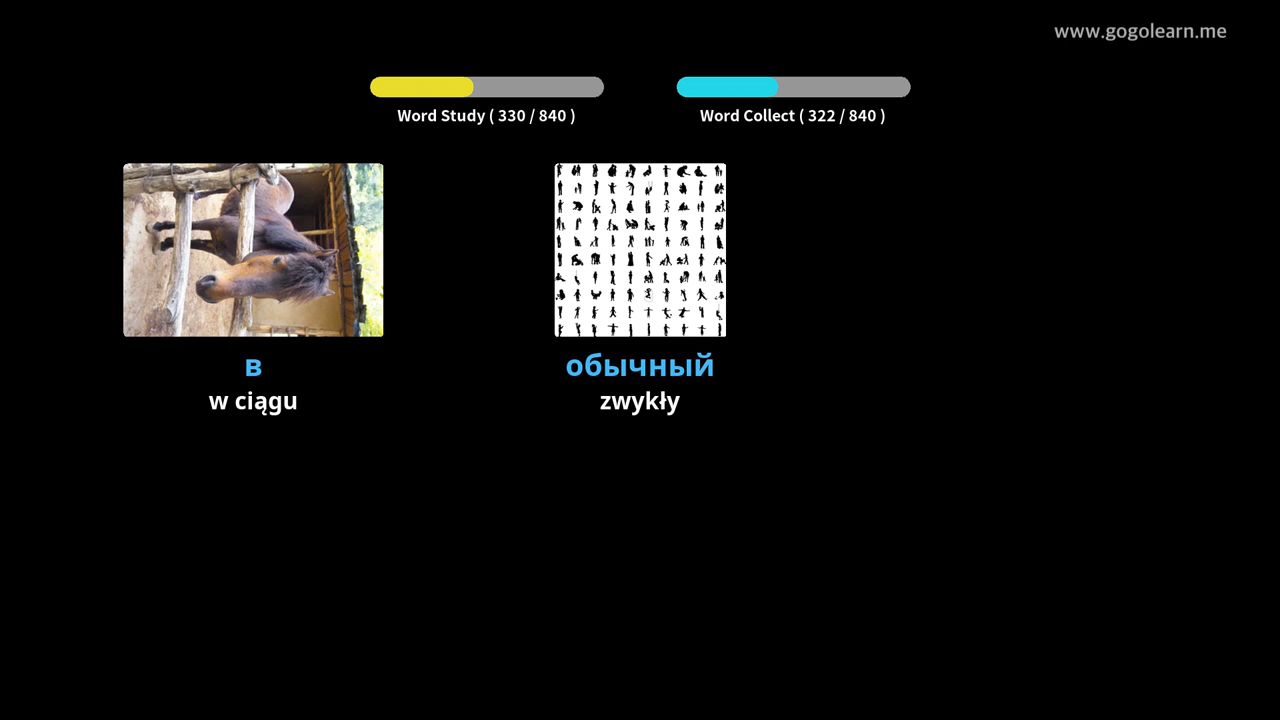 www.gogolearn.me
Word Study ( 330 / 840 )
Word Collect ( 322 / 840 )
в
w ciągu
обычный
zwykły